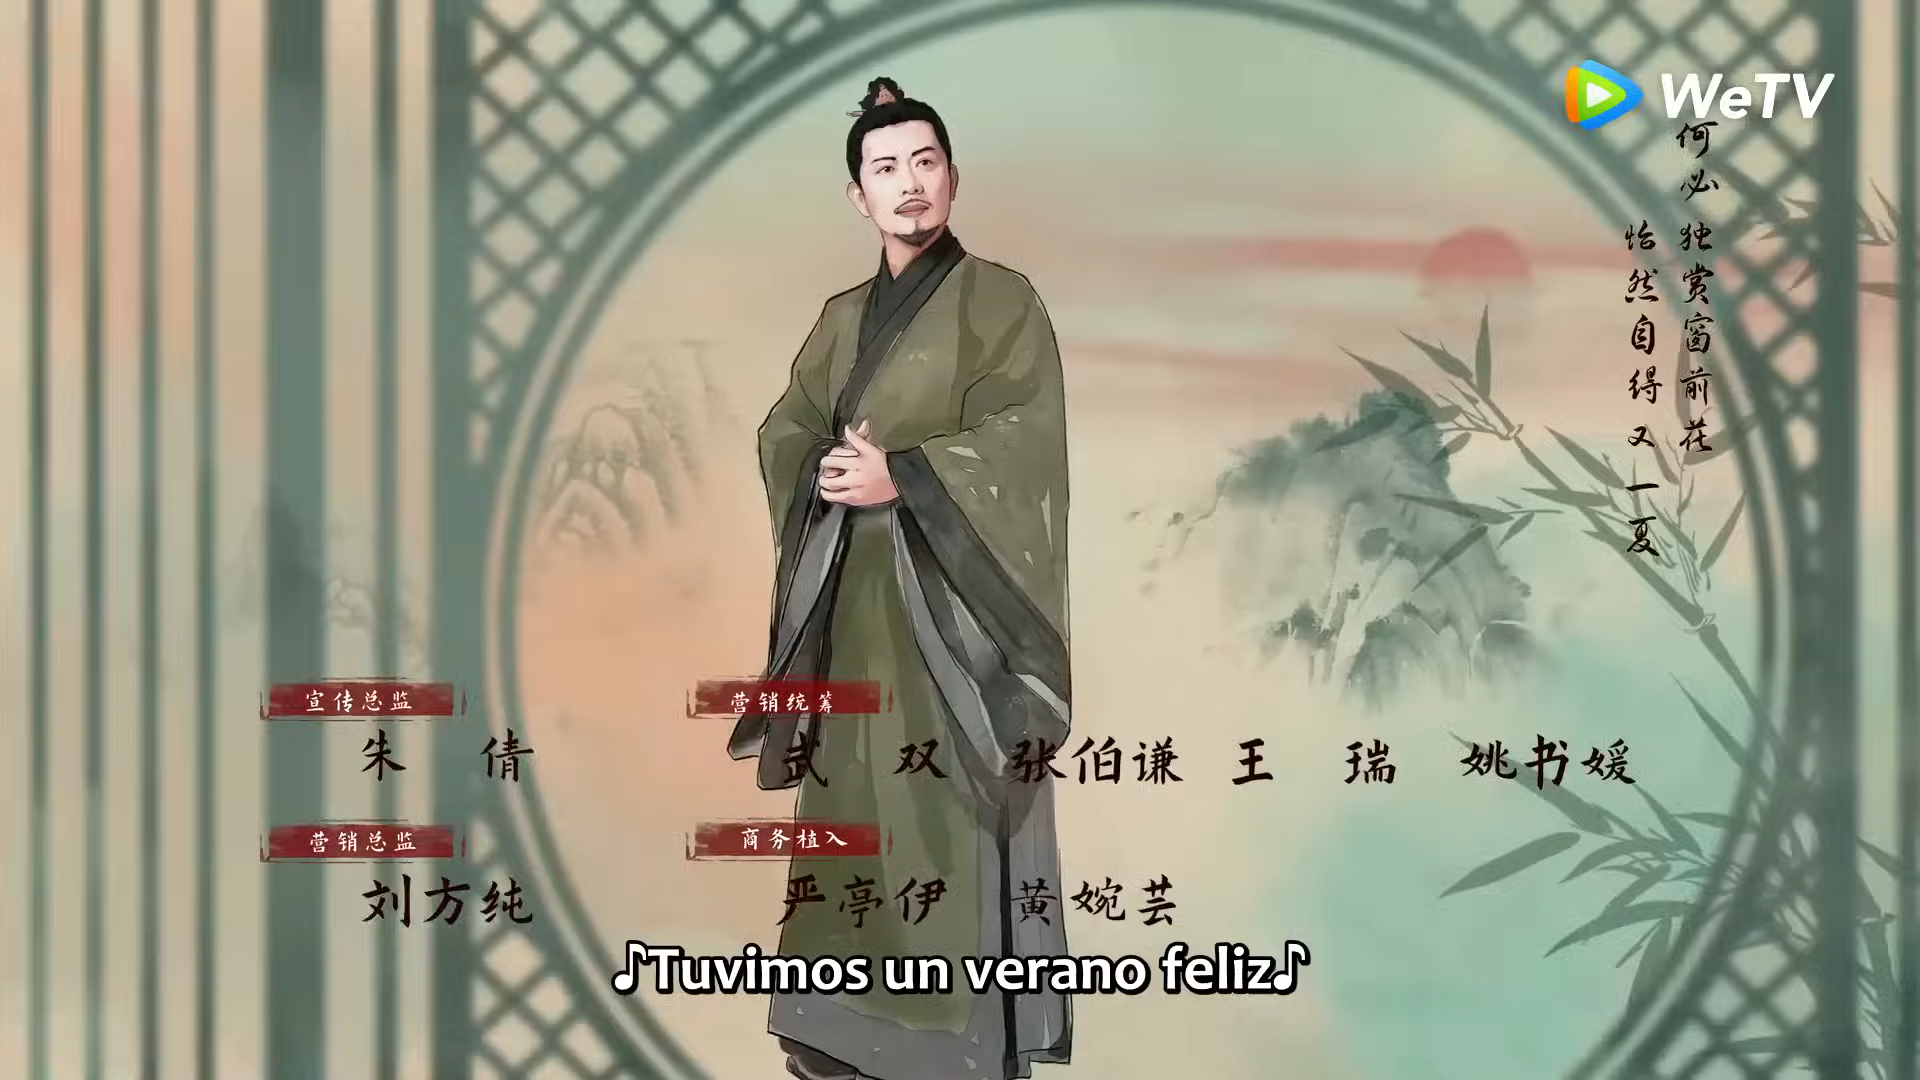 WeTV
何必独赏窗前花
怡然自得又一夏
宣传总监
朱倩
营销统筹
武双 张伯谦 王瑞 姚书媛
营销总监
刘方纯
商务植入
严亭伊 黄婉芸
♪Tuvimos un verano feliz♪